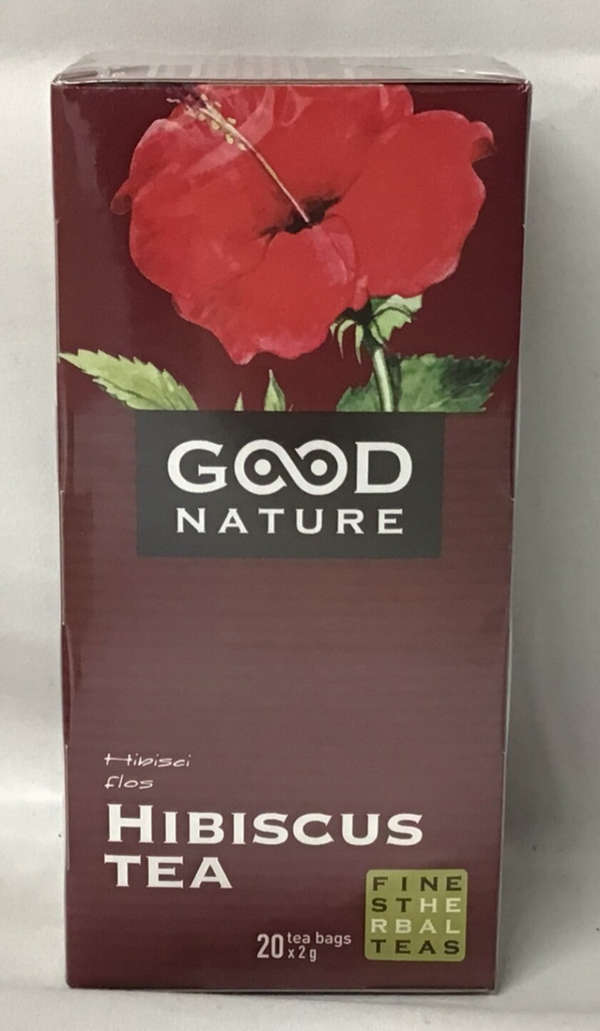 GOOD
NATURE
Hibisci
flos
HIBISCUS
TEA
20 tea bags
x 2 g
FINE
STHE
RBAL
TEAS